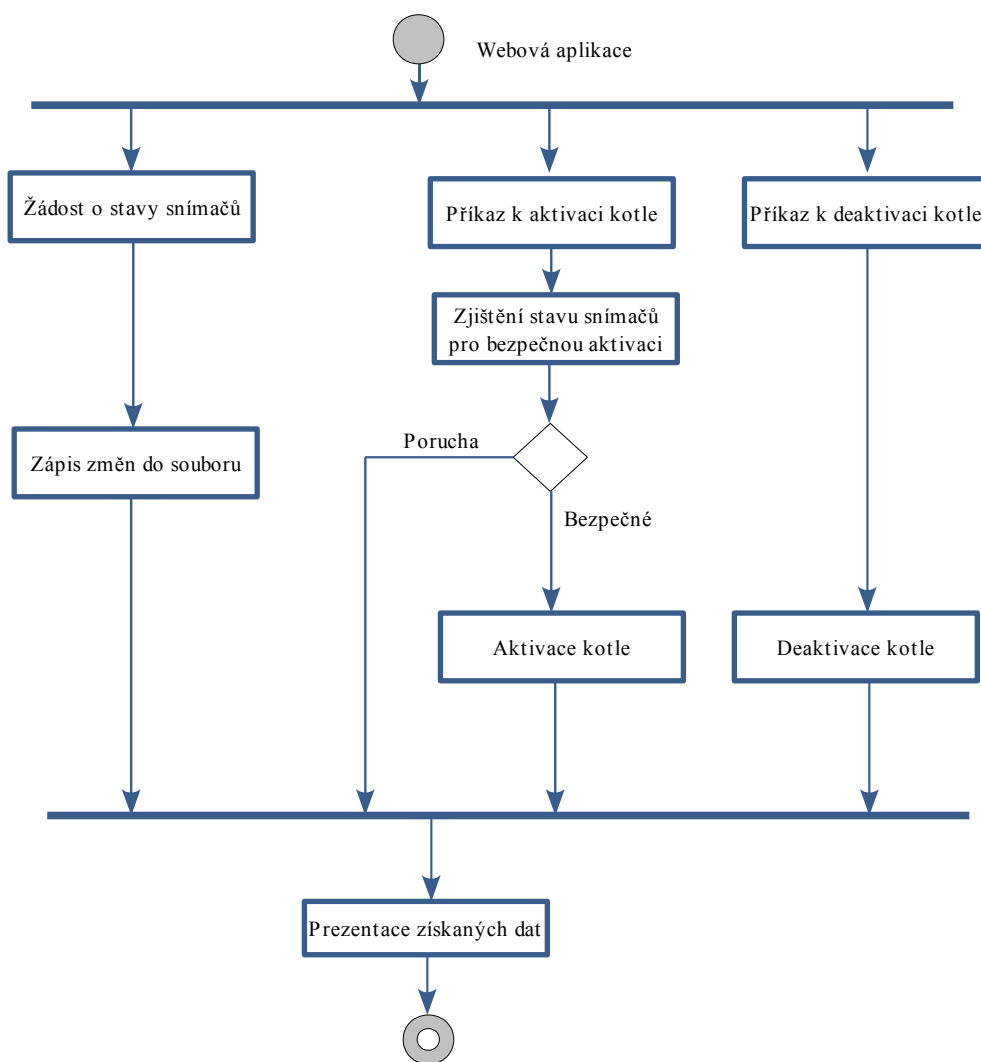 Webová aplikace
Žádost o stavy snímačů
Příkaz k aktivaci kotle
Příkaz k deaktivaci kotle
Zjištění stavu snímačů
pro bezpečnou aktivaci
Porucha
Zápis změn do souboru
Bezpečné
Aktivace kotle
Deaktivace kotle
Prezentace získaných dat